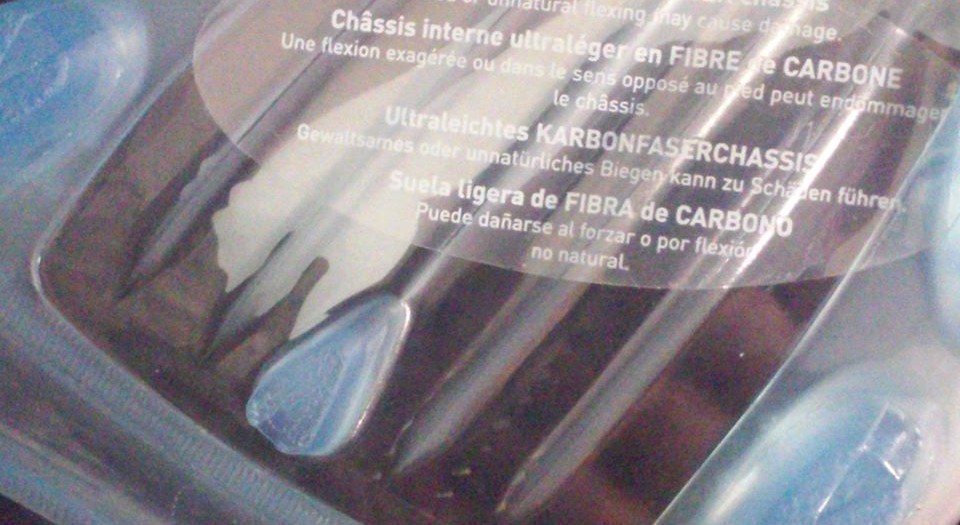 chassis
or unnatural flexing may cause damage.
Châssis interne ultraléger en FIBRE de CARBONE
Une flexion exagérée ou dans le sens opposé au pied peut endommager
le châssis.
Ultraleichtes KARBONFASERCHASSIS
Gewaltsames oder unnatürliches Biegen kann zu Schäden führen.
Suela ligera de FIBRA de CARBONO
Puede dañarse al forzar o por flexión
no natural.